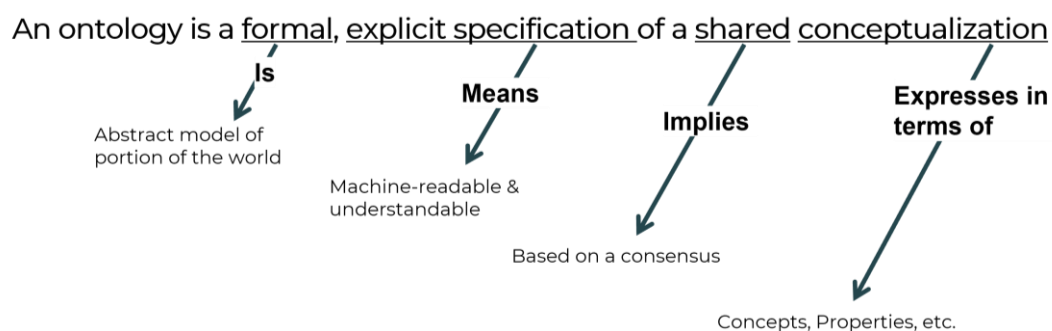 An ontology is a formal, explicit specification of a shared conceptualization
Is
Means
Expresses in
terms of
Implies
Abstract model of
portion of the world
Machine-readable &
understandable
Based on a consensus
Concepts, Properties, etc.